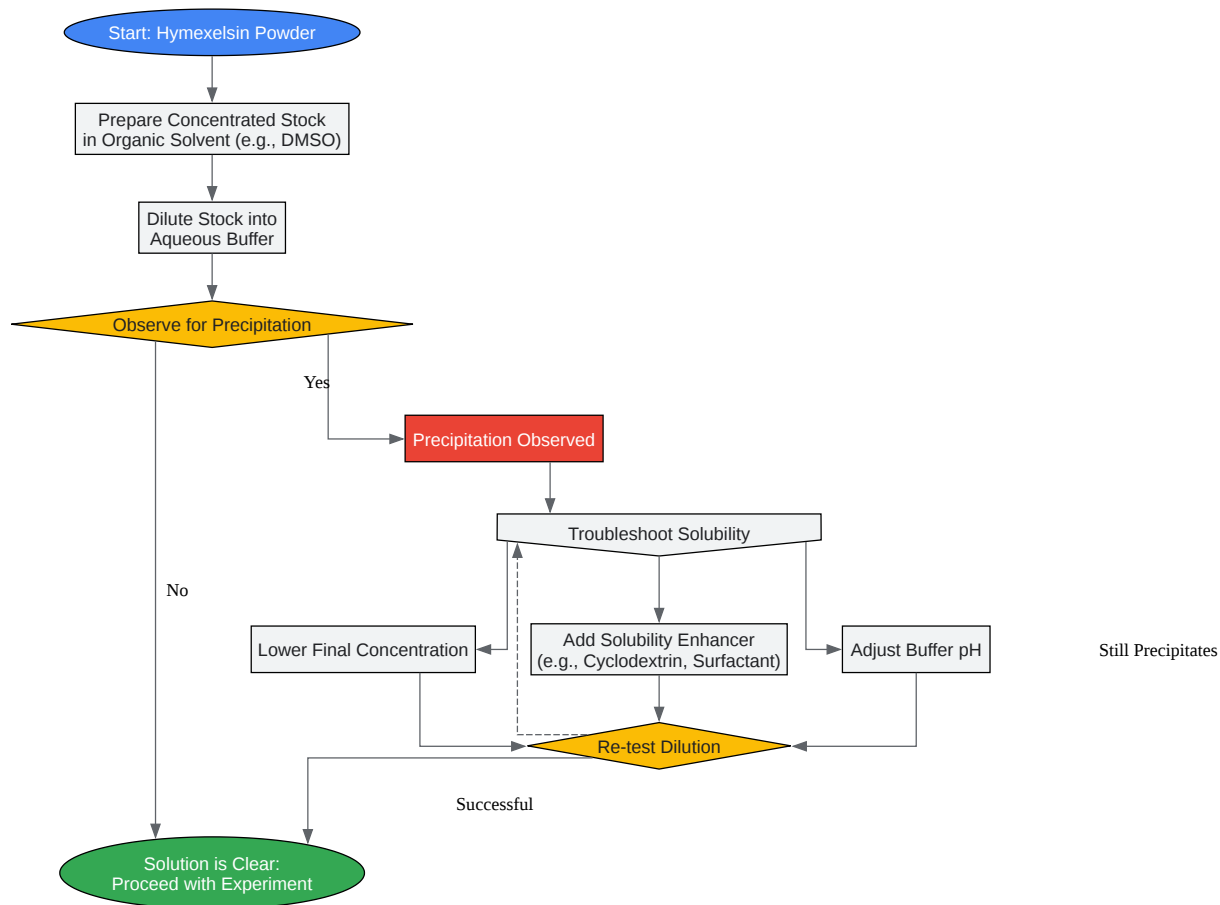 Start: Hymexelsin Powder
Prepare Concentrated Stock
in Organic Solvent (e.g., DMSO)
Dilute Stock into
Aqueous Buffer
Observe for Precipitation
Yes
Precipitation Observed
Troubleshoot Solubility
No
Lower Final Concentration
Add Solubility Enhancer
(e.g., Cyclodextrin, Surfactant)
Adjust Buffer pH
Still Precipitates
Re-test Dilution
Successful
Solution is Clear:
Proceed with Experiment